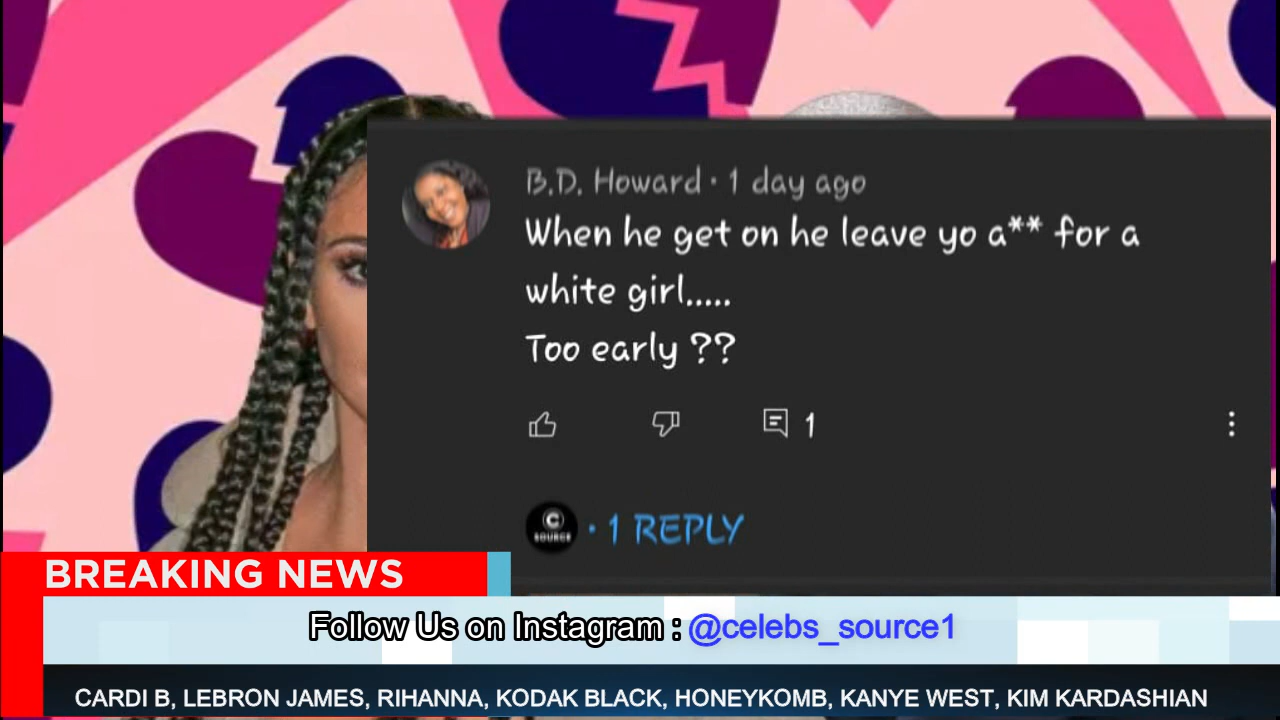 B.D. Howard · 1 day ago
When he get on he leave yo a** for a
white girl.....
Too early ??
1
C
SOURCE
· 1 REPLY
BREAKING NEWS
Follow Us on Instagram : @celebs_source1
CARDI B, LEBRON JAMES, RIHANNA, KODAK BLACK, HONEYKOMB, KANYE WEST, KIM KARDASHIAN